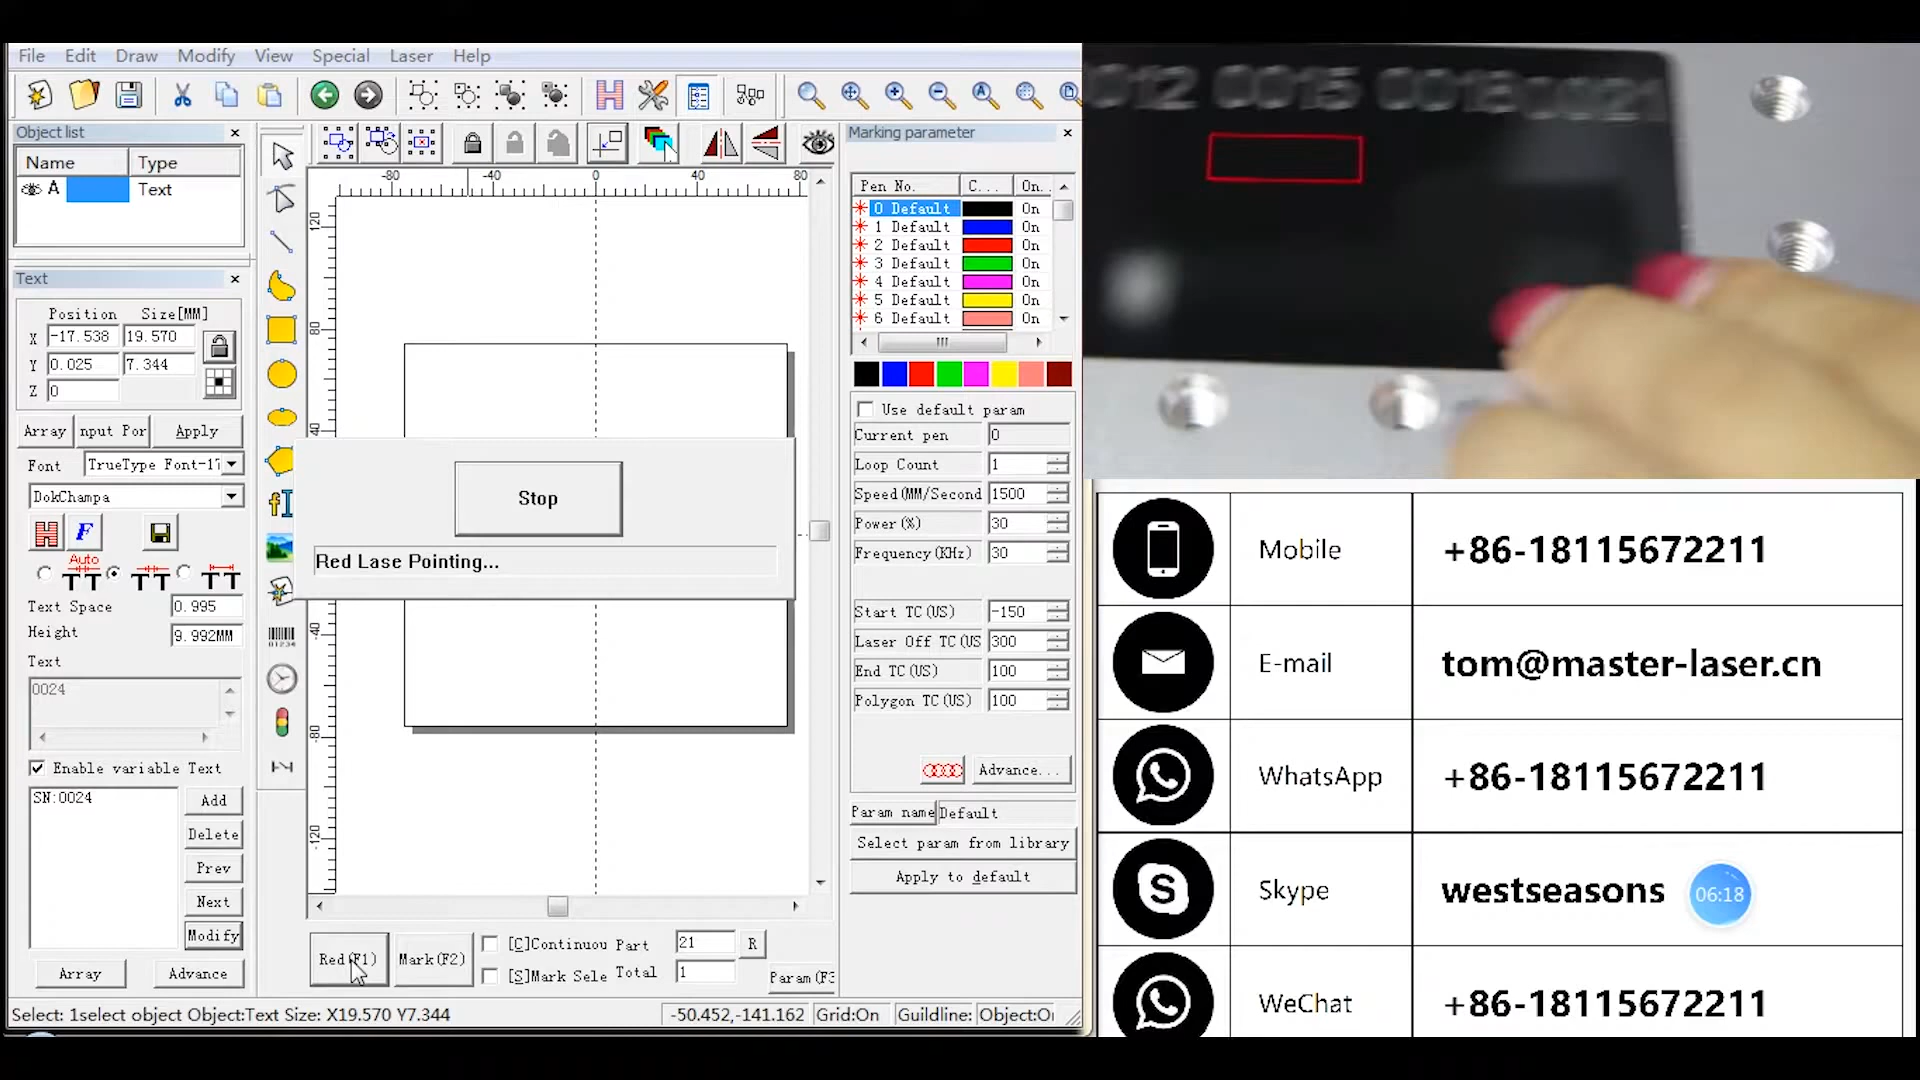 File Edit Draw Modify View Special Laser Help
Object list
Name Type
A Text
Text
Position Size[MM]
X -17.538 19.570
Y 0.025 7.344
Z 0
Array nput Por Apply
Font TrueType Font-17
DokChampa
F
Auto
TT TT TT
Text Space 0.995
Height 9.992MM
Text
0024
Enable variable Text
SN:0024
Add
Delete
Prev
Next
Modify
Array Advance
-80 -40 0 40 80
120
80
40
-40
-80
-120
Stop
Red Lase Pointing...
Red(F1) Mark(F2)
[C]Continuou Part 21 R
[S]Mark Sele Total 1 Param(F3
Select: 1select object Object:Text Size: X19.570 Y7.344
-50.452,-141.162 Grid:On Guildline: Object:O
Marking parameter
Pen No. C... On.
0 Default On
1 Default On
2 Default On
3 Default On
4 Default On
5 Default On
6 Default On
Use default param
Current pen 0
Loop Count 1
Speed(MM/Second 1500
Power(%) 30
Frequency(KHz) 30
Start TC(US) -150
Laser Off TC(US 300
End TC(US) 100
Polygon TC(US) 100
Advance...
Param name Default
Select param from library
Apply to default
0012 0015 0018 0021
Mobile +86-18115672211
E-mail tom@master-laser.cn
WhatsApp +86-18115672211
Skype westseasons
06:18
WeChat +86-18115672211